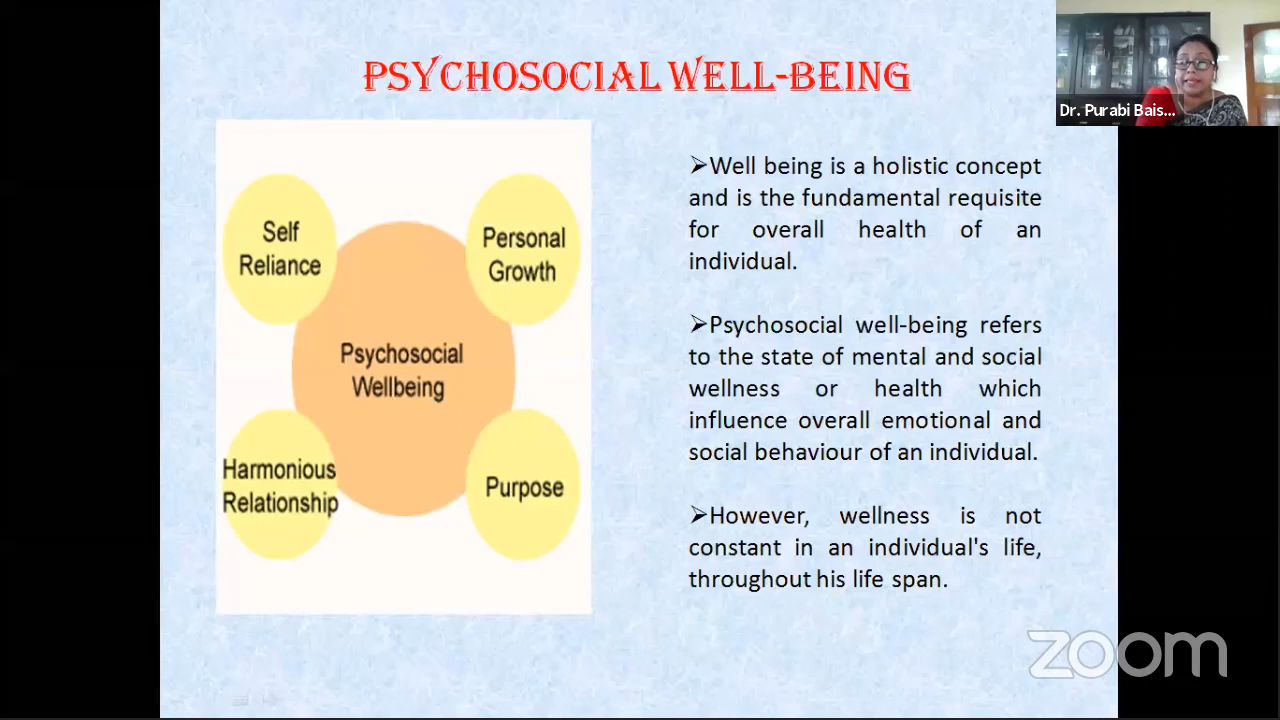 PSYCHOSOCIAL WELL-BEING
Dr. Purabi Bais...
Self
Reliance
Personal
Growth
Psychosocial
Wellbeing
Harmonious
Relationship
Purpose
➢Well being is a holistic concept
and is the fundamental requisite
for overall health of an
individual.
➢Psychosocial well-being refers
to the state of mental and social
wellness or health which
influence overall emotional and
social behaviour of an individual.
➢However, wellness is not
constant in an individual's life,
throughout his life span.
zoom